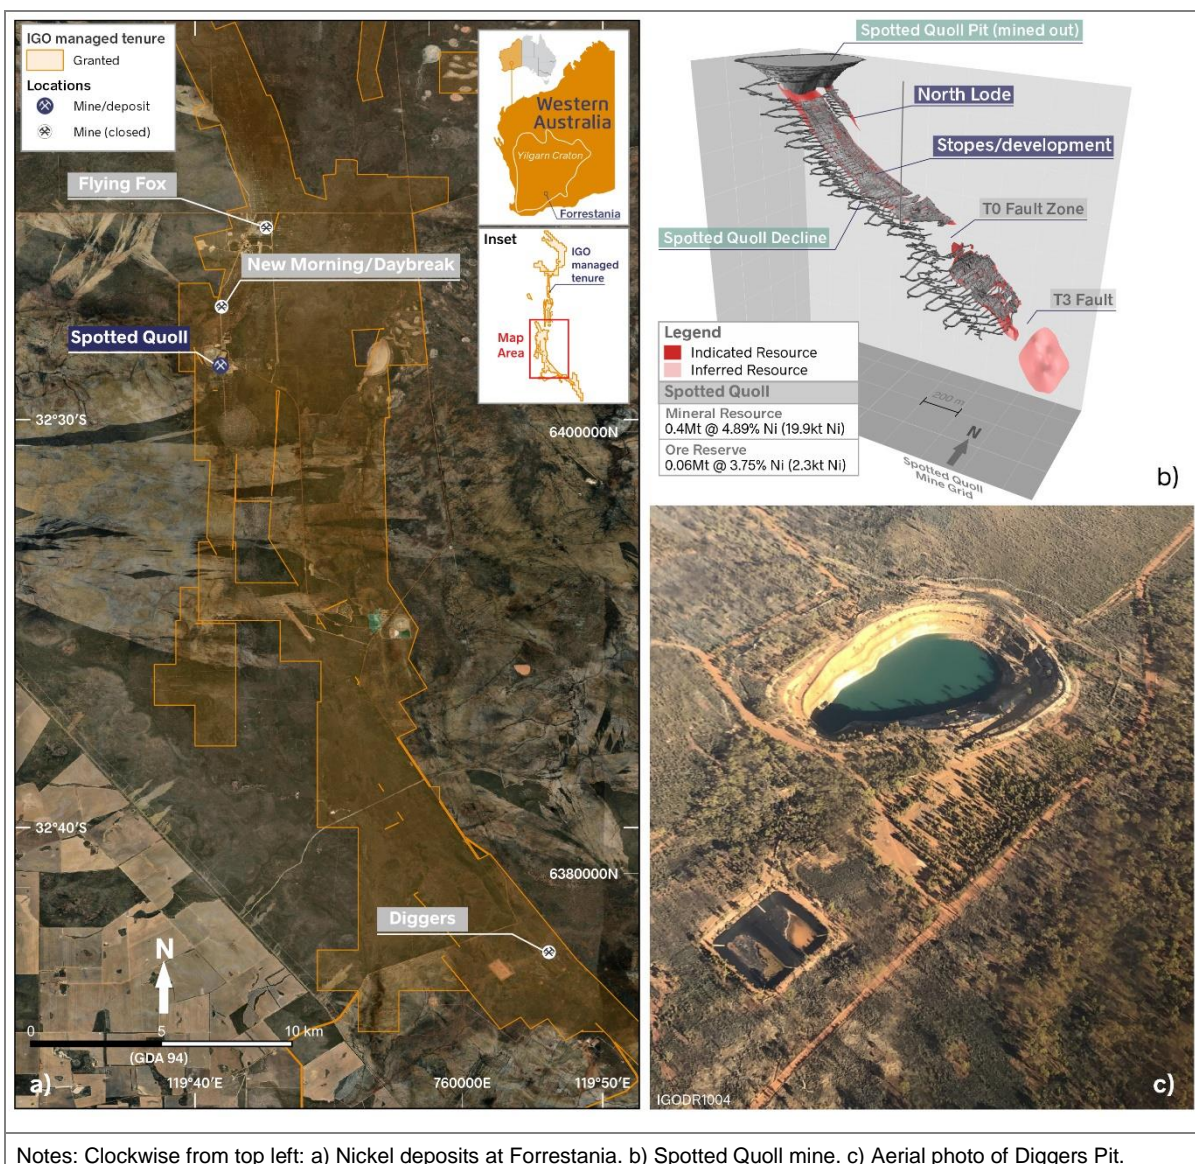 IGO managed tenure
Granted
Locations
Mine/deposit
Mine (closed)
Flying Fox
New Morning/Daybreak
Spotted Quoll
32°30'S
6400000N
32°40'S
6380000N
Diggers
N
0 5 10 km
(GDA 94)
119°40'E
760000E
119°50'E
a)
Western
Australia
Yilgarn Craton
Forrestania
Inset
IGO
managed
tenure
Map
Area
Spotted Quoll Pit (mined out)
North Lode
Stopes/development
T0 Fault Zone
Spotted Quoll Decline
T3 Fault
Legend
Indicated Resource
Inferred Resource
Spotted Quoll
Mineral Resource
0.4Mt @ 4.89% Ni (19.9kt Ni)
Ore Reserve
0.06Mt @ 3.75% Ni (2.3kt Ni)
200 m
N
Spotted Quoll
Mine Grid
b)
IGODR1004
c)
Notes: Clockwise from top left: a) Nickel deposits at Forrestania. b) Spotted Quoll mine. c) Aerial photo of Diggers Pit.